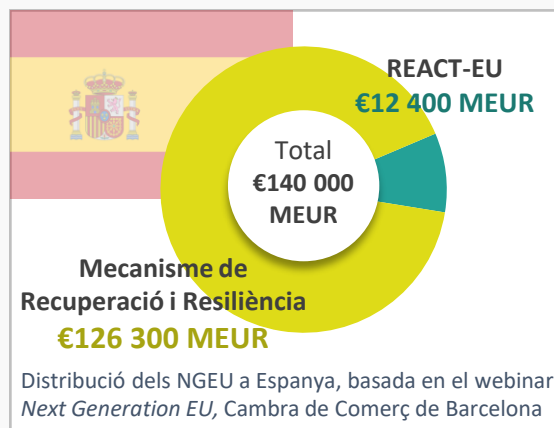 REACT-EU
€12 400 MEUR
Total
€140 000
MEUR
Mecanisme de
Recuperació i Resiliència
€126 300 MEUR
Distribució dels NGEU a Espanya, basada en el webinar
Next Generation EU, Cambra de Comerç de Barcelona